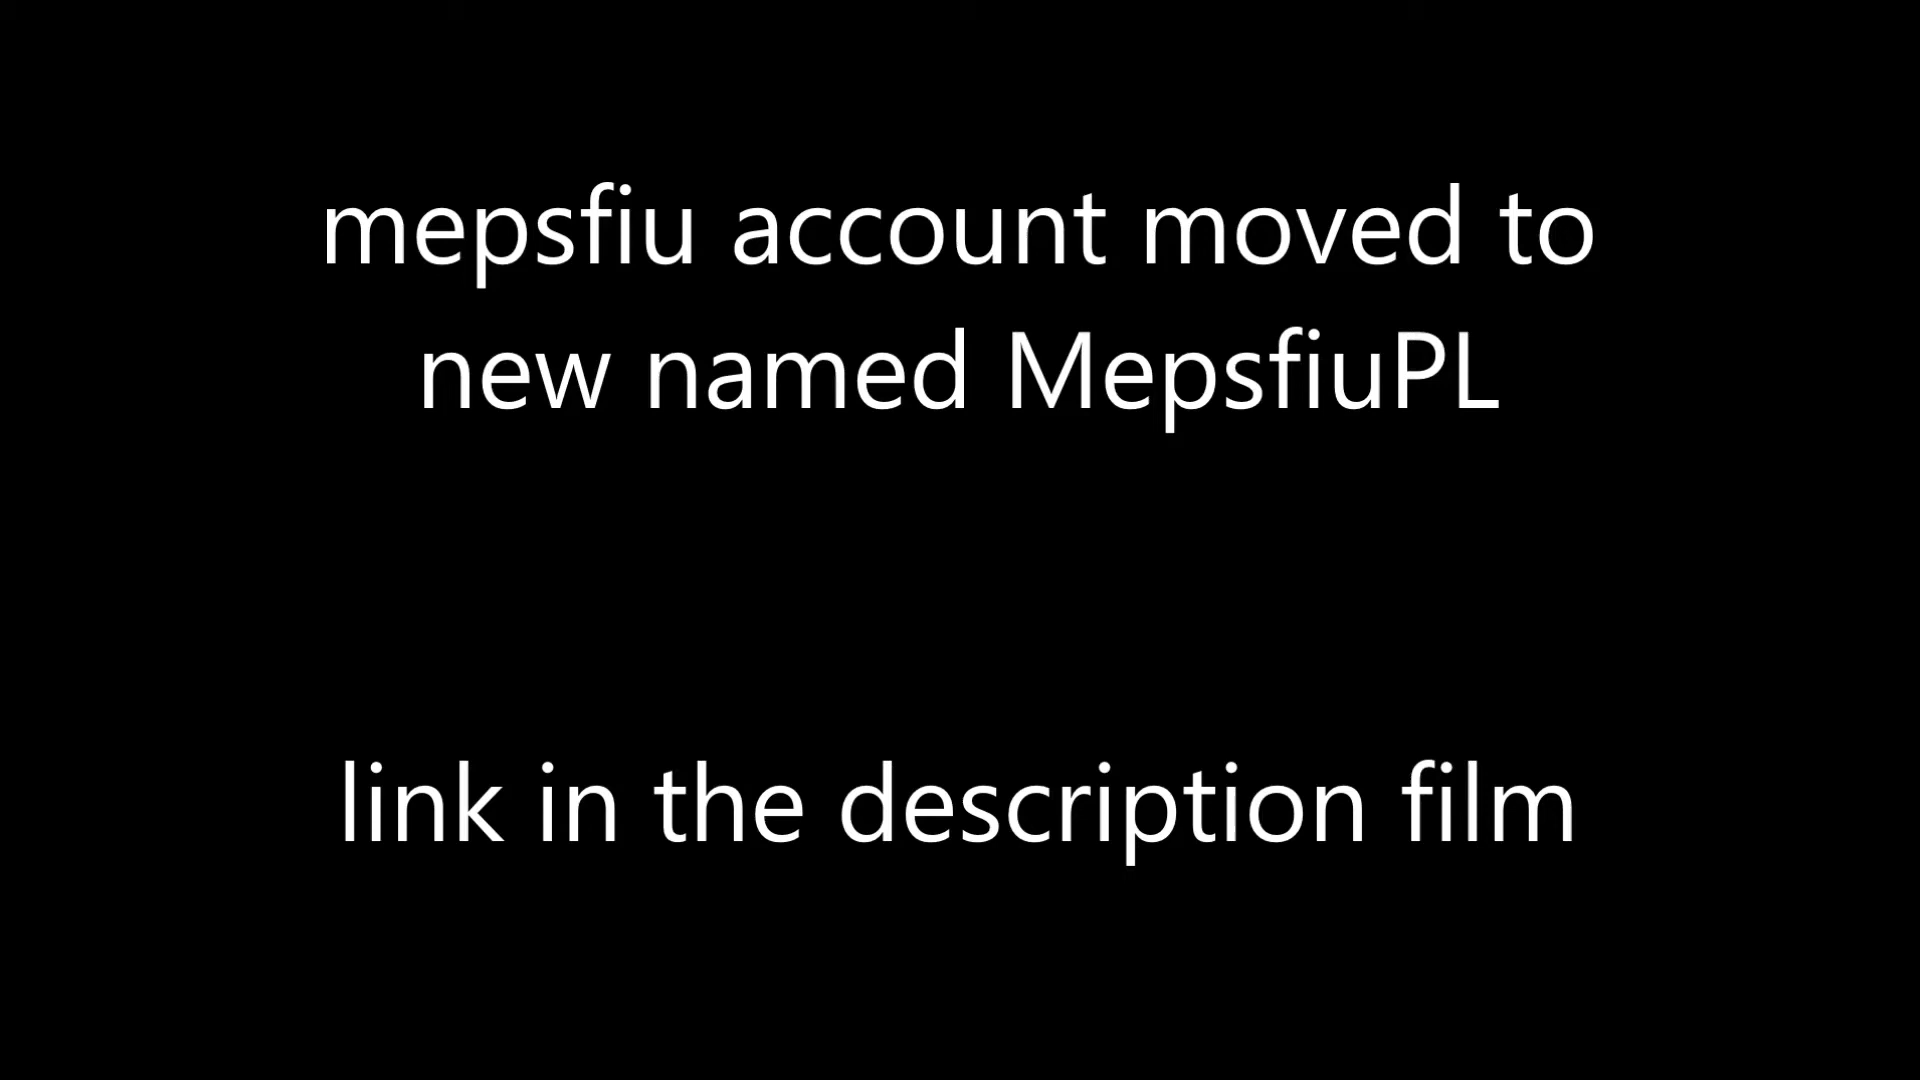 mepsfiu account moved to
new named MepsfiuPL
link in the description film